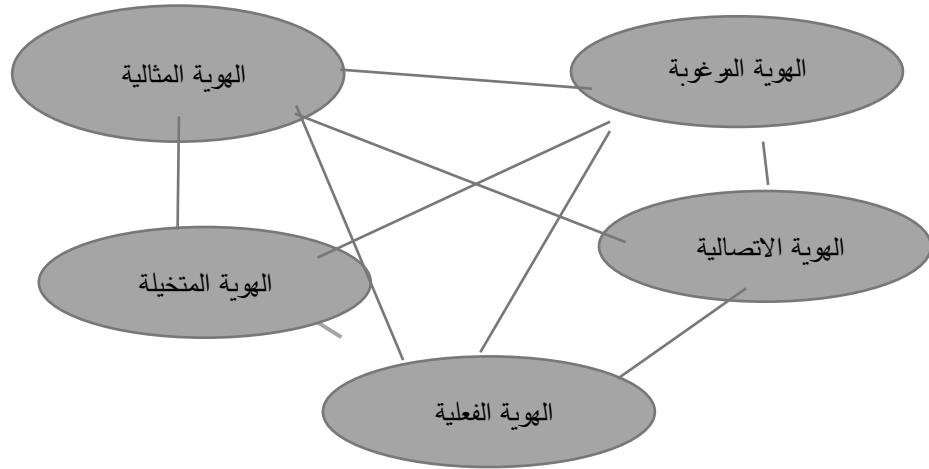 الهوية المرغوبة
الهوية المثالية
الهوية الاتصالية
الهوية المتخيلة
الهوية الفعلية